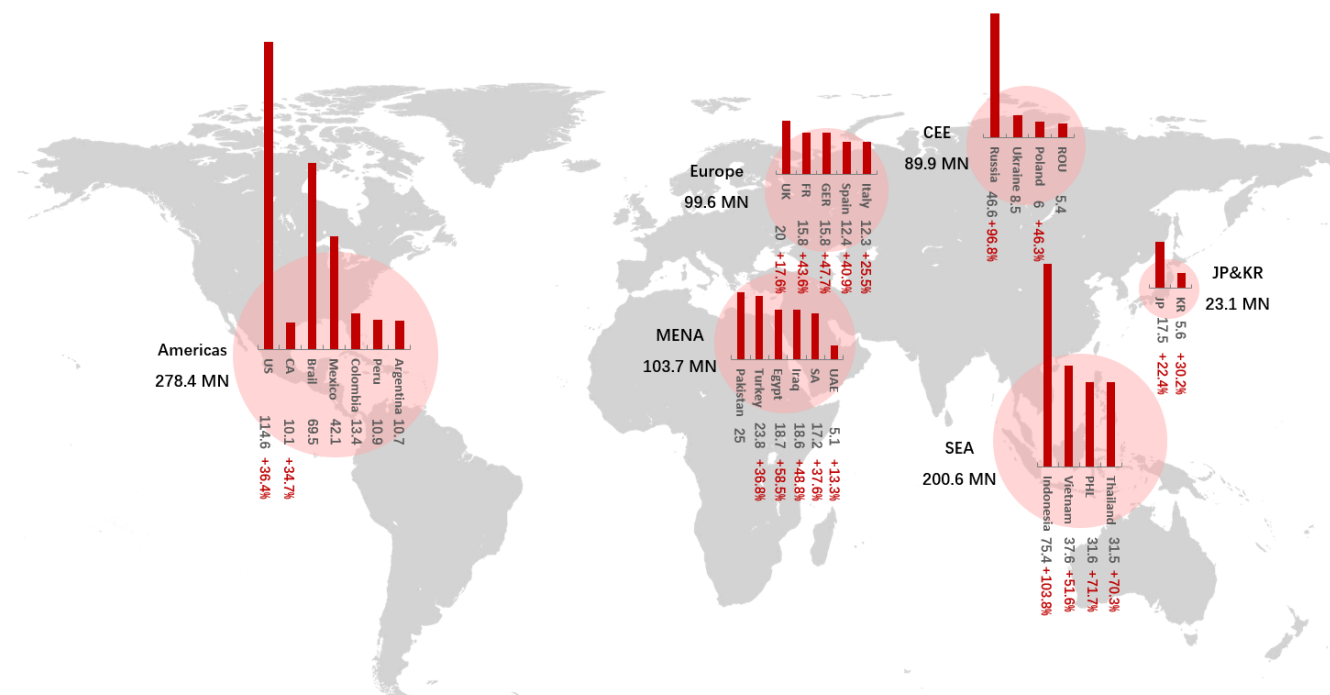 Americas
278.4 MN
US 114.6 +36.4%
CA 10.1 +34.7%
Brail 69.5
Mexico 42.1
Colombia 13.4
Peru 10.9
Argentina 10.7
Europe
99.6 MN
UK 20 +17.6%
FR 15.8 +43.6%
GER 15.8 +47.7%
Spain 12.4 +40.9%
Italy 12.3 +25.5%
MENA
103.7 MN
Pakistan 25
Turkey 23.8 +36.8%
Egypt 18.7 +58.5%
Iraq 18.6 +48.8%
SA 17.2 +37.6%
UAE 5.1 +13.3%
CEE
89.9 MN
Russia 46.6 +96.8%
Ukraine 8.5
Poland 6 +46.3%
ROU 5.4
JP&KR
23.1 MN
JP 17.5 +22.4%
KR 5.6 +30.2%
SEA
200.6 MN
Indonesia 75.4 +103.8%
Vietnam 37.6 +51.6%
PHL 31.6 +71.7%
Thailand 31.5 +70.3%